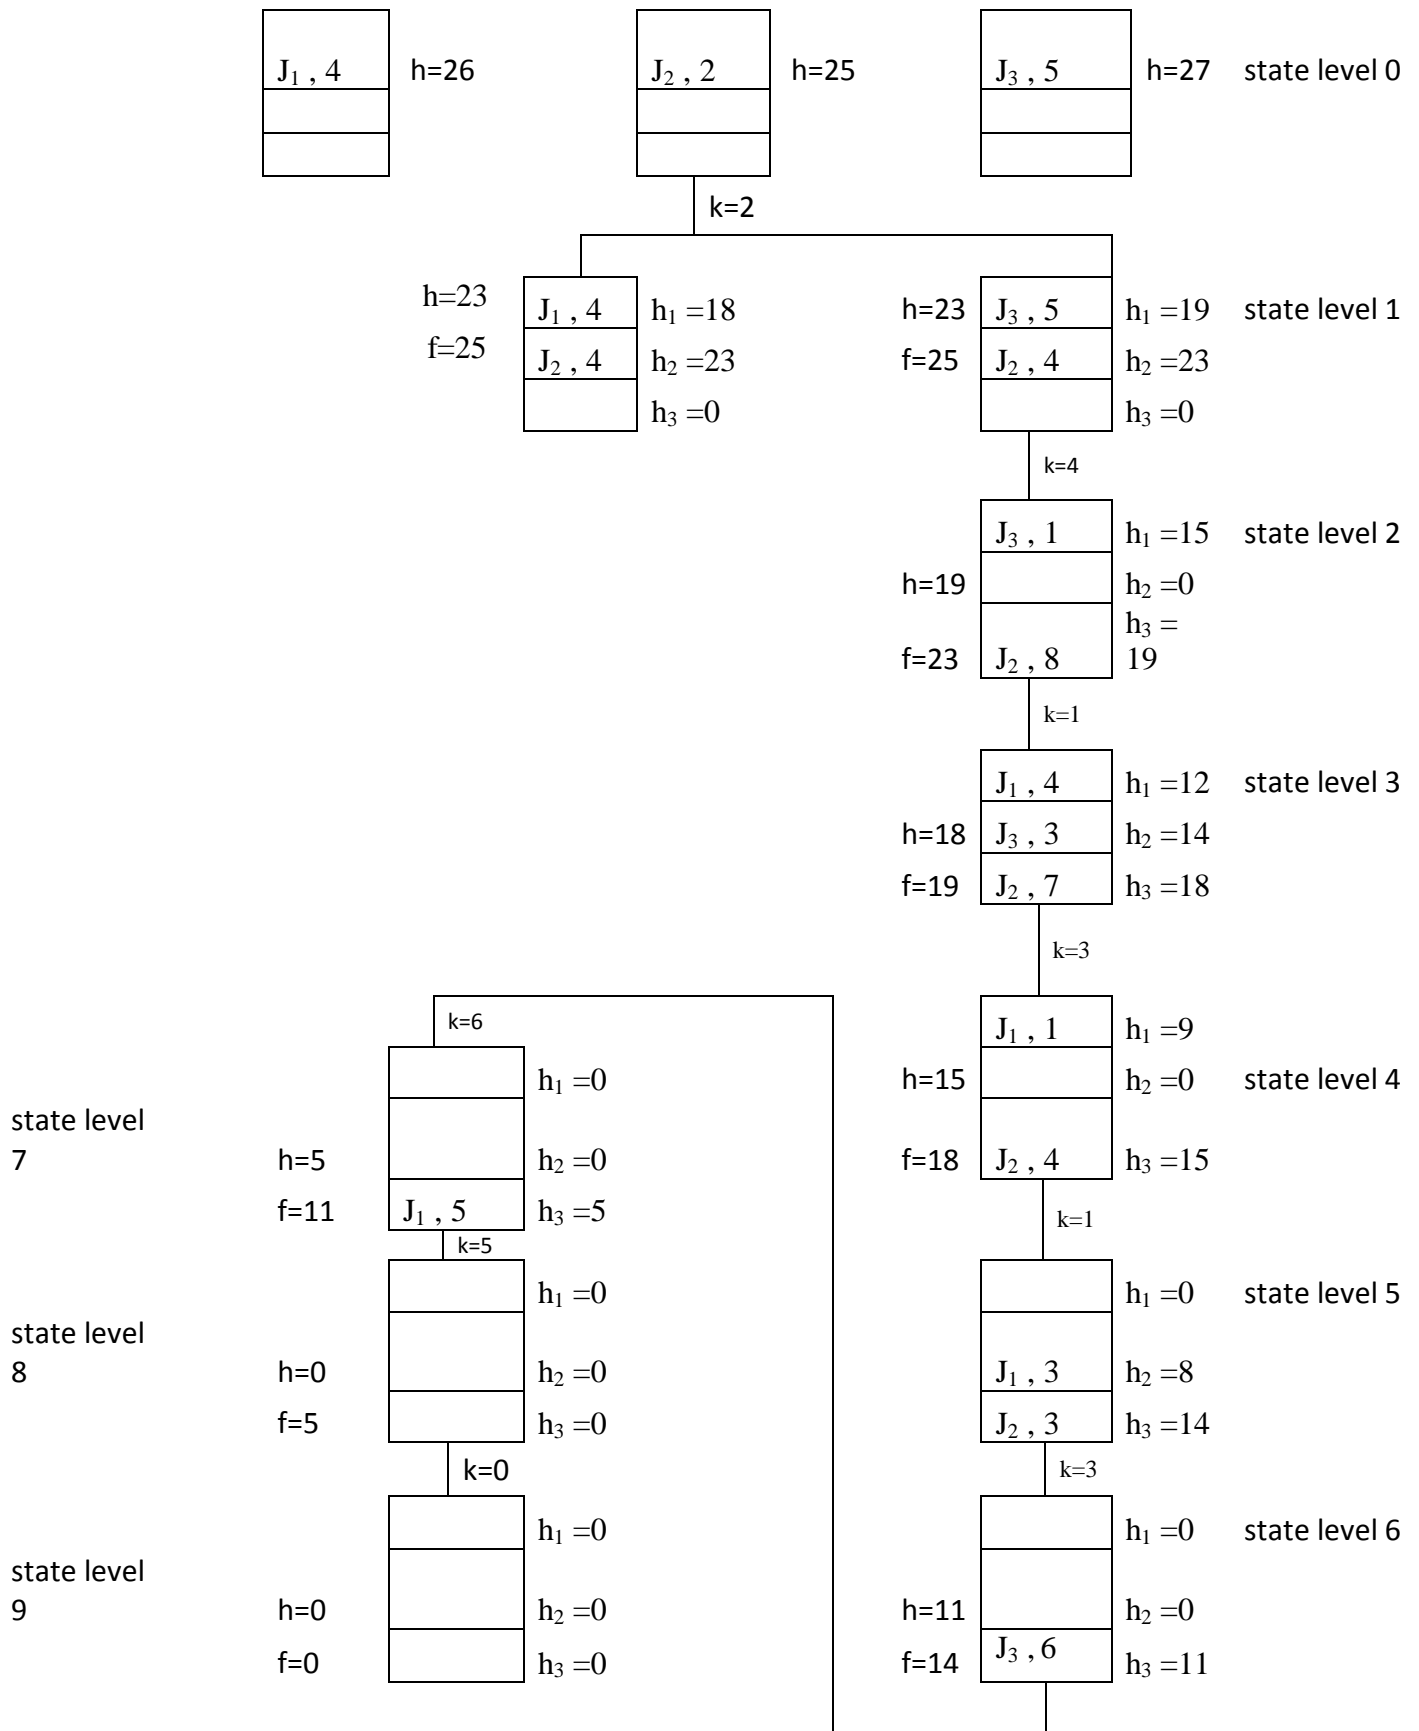 J₁ , 4 h=26 J₂ , 2 h=25 J₃ , 5 h=27 state level 0
k=2
h=23 J₁ , 4 h₁ =18 h=23 J₃ , 5 h₁ =19 state level 1
f=25 J₂ , 4 h₂ =23 f=25 J₂ , 4 h₂ =23
h₃ =0 h₃ =0
k=4
J₃ , 1 h₁ =15 state level 2
h=19 h₂ =0
h₃ =
f=23 J₂ , 8 19
k=1
J₁ , 4 h₁ =12 state level 3
h=18 J₃ , 3 h₂ =14
f=19 J₂ , 7 h₃ =18
k=3
J₁ , 1 h₁ =9
h=15 h₂ =0 state level 4
f=18 J₂ , 4 h₃ =15
k=1
h₁ =0 state level 5
J₁ , 3 h₂ =8
J₂ , 3 h₃ =14
k=3
h₁ =0 state level 6
h=11 h₂ =0
f=14 J₃ , 6 h₃ =11
k=6
h₁ =0
state level
7 h=5 h₂ =0
f=11 J₁ , 5 h₃ =5
k=5
h₁ =0
state level
8 h=0 h₂ =0
f=5 h₃ =0
k=0
h₁ =0
state level
9 h=0 h₂ =0
f=0 h₃ =0